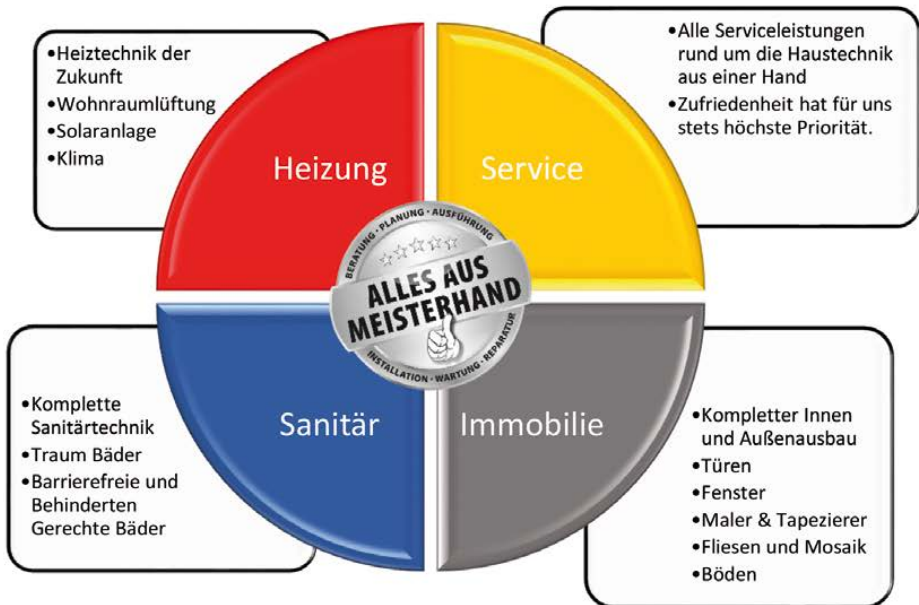 •Heiztechnik der
Zukunft
•Wohnraumlüftung
•Solaranlage
•Klima
Heizung
•Alle Serviceleistungen
rund um die Haustechnik
aus einer Hand
•Zufriedenheit hat für uns
stets höchste Priorität.
Service
BERATUNG · PLANUNG · AUSFÜHRUNG
ALLES AUS
MEISTERHAND
INSTALLATION · WARTUNG · REPARATUR
•Komplette
Sanitärtechnik
•Traum Bäder
•Barrierefreie und
Behinderten
Gerechte Bäder
Sanitär
Immobilie
•Kompletter Innen
und Außenausbau
•Türen
•Fenster
•Maler & Tapezierer
•Fliesen und Mosaik
•Böden